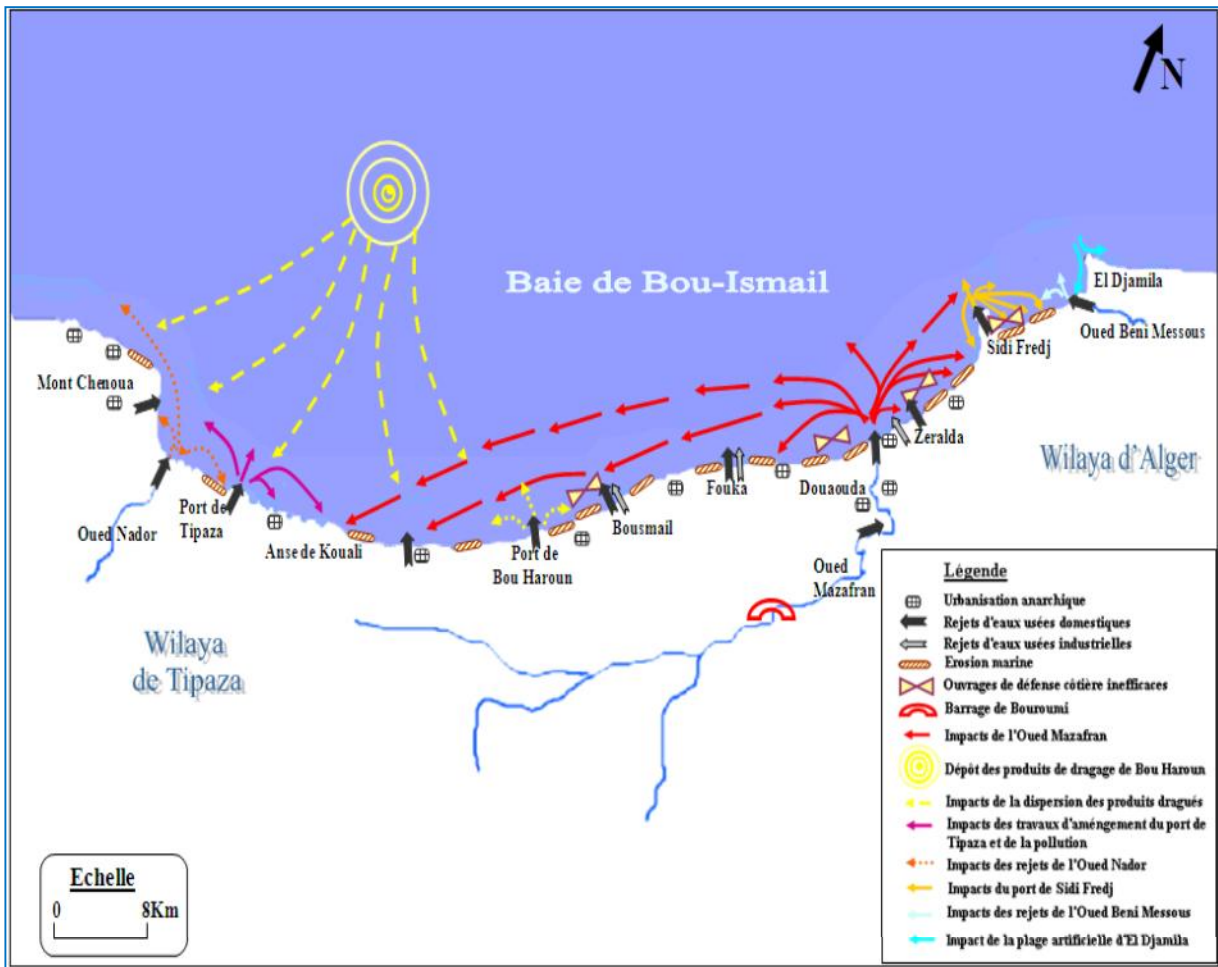 N
Baie de Bou-Ismail
El Djamila
Oued Beni Messous
Sidi Fredj
Mont Chenoua
Zeralda
Wilaya d'Alger
Port de
Tipaza
Oued Nador
Anse de Kouali
Port de
Bou Haroun
Bousmail
Fouka
Douaouda
Oued
Mazafran
Wilaya
de Tipaza
Légende
Urbanisation anarchique
Rejets d'eaux usées domestiques
Rejets d'eaux usées industrielles
Erosion marine
Ouvrages de défense côtière inefficaces
Barrage de Bouroumi
Impacts de l'Oued Mazafran
Dépôt des produits de dragage de Bou Haroun
Impacts de la dispersion des produits dragués
Impacts des travaux d'améngement du port de
Tipaza et de la pollution
Impacts des rejets de l'Oued Nador
Impacts du port de Sidi Fredj
Impacts des rejets de l'Oued Beni Messous
Impact de la plage artificielle d'El Djamila
Echelle
0 8Km